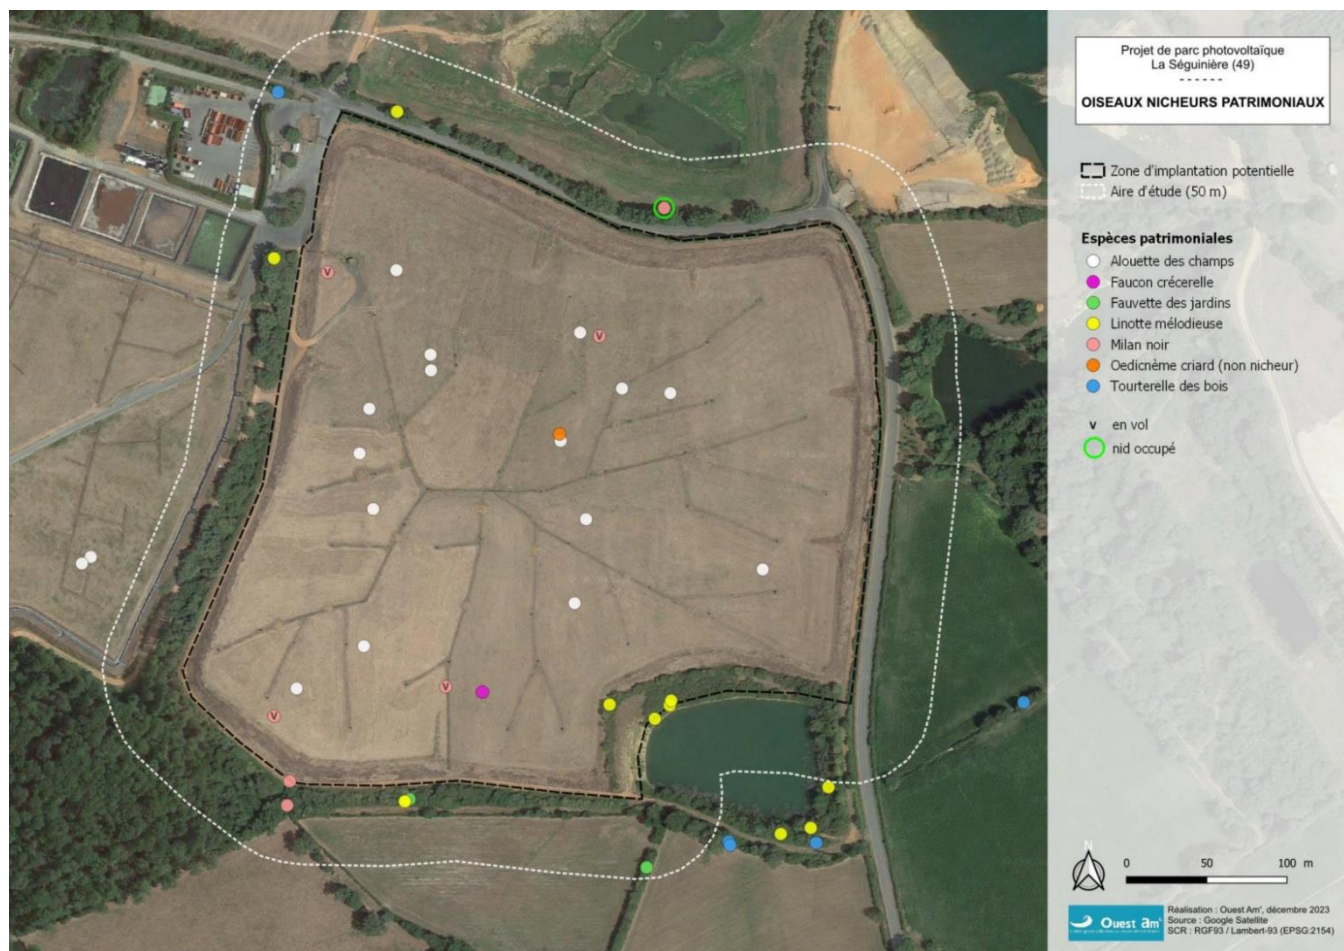 Projet de parc photovoltaïque
La Séguinière (49)
------
OISEAUX NICHEURS PATRIMONIAUX
Zone d'implantation potentielle
Aire d'étude (50 m)
Espèces patrimoniales
Alouette des champs
Faucon crécerelle
Fauvette des jardins
Linotte mélodieuse
Milan noir
Oedicnème criard (non nicheur)
Tourterelle des bois
v en vol
nid occupé
V
V
V
V
N
0 50 100 m
Ouest Am'
Réalisation : Ouest Am', décembre 2023
Source : Google Satellite
SCR : RGF93 / Lambert-93 (EPSG:2154)